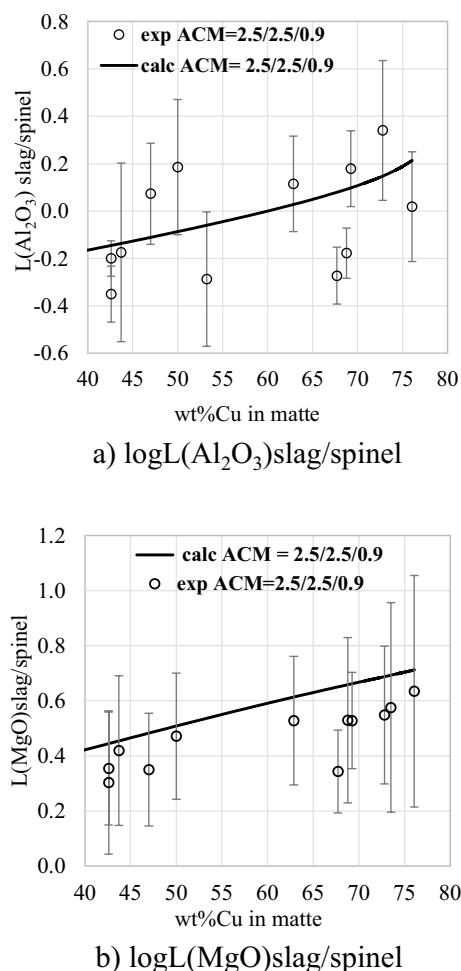 0.8
exp ACM=2.5/2.5/0.9
calc ACM= 2.5/2.5/0.9
0.6
0.4
0.2
0.0
-0.2
-0.4
-0.6
L(Al₂O₃) slag/spinel
40 45 50 55 60 65 70 75 80
wt%Cu in matte
a) logL(Al₂O₃)slag/spinel
1.2
calc ACM = 2.5/2.5/0.9
exp ACM=2.5/2.5/0.9
1.0
0.8
0.6
0.4
0.2
0.0
L(MgO)slag/spinel
40 45 50 55 60 65 70 75 80
wt%Cu in matte
b) logL(MgO)slag/spinel